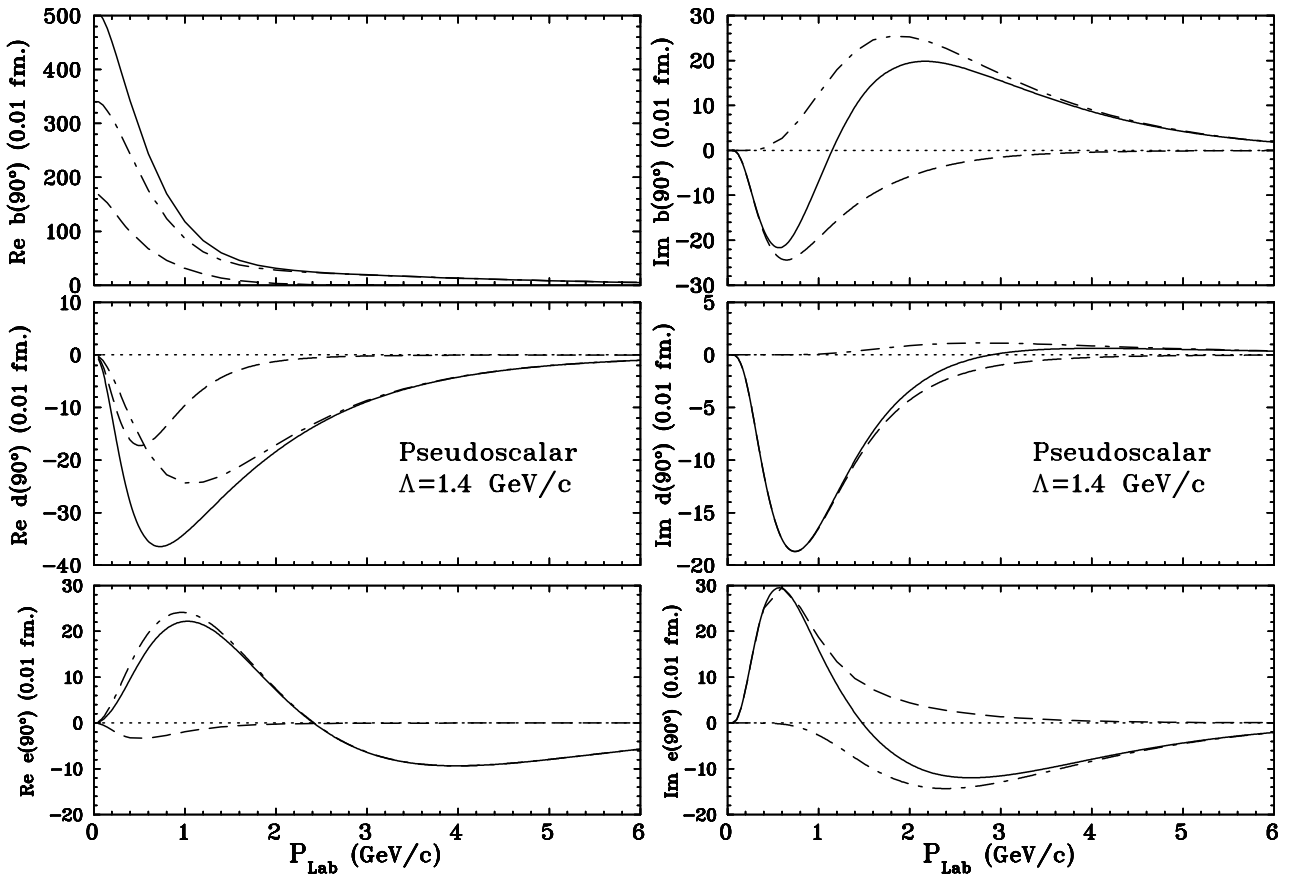 Re b(90°) (0.01 fm.)
500
400
300
200
100
0
Im b(90°) (0.01 fm.)
30
20
10
0
−10
−20
−30
Re d(90°) (0.01 fm.)
10
0
−10
−20
−30
−40
Pseudoscalar
Λ=1.4 GeV/c
Im d(90°) (0.01 fm.)
5
0
−5
−10
−15
−20
Pseudoscalar
Λ=1.4 GeV/c
Re e(90°) (0.01 fm.)
30
20
10
0
−10
−20
0 1 2 3 4 5 6
P_Lab (GeV/c)
Im e(90°) (0.01 fm.)
30
20
10
0
−10
−20
0 1 2 3 4 5 6
P_Lab (GeV/c)